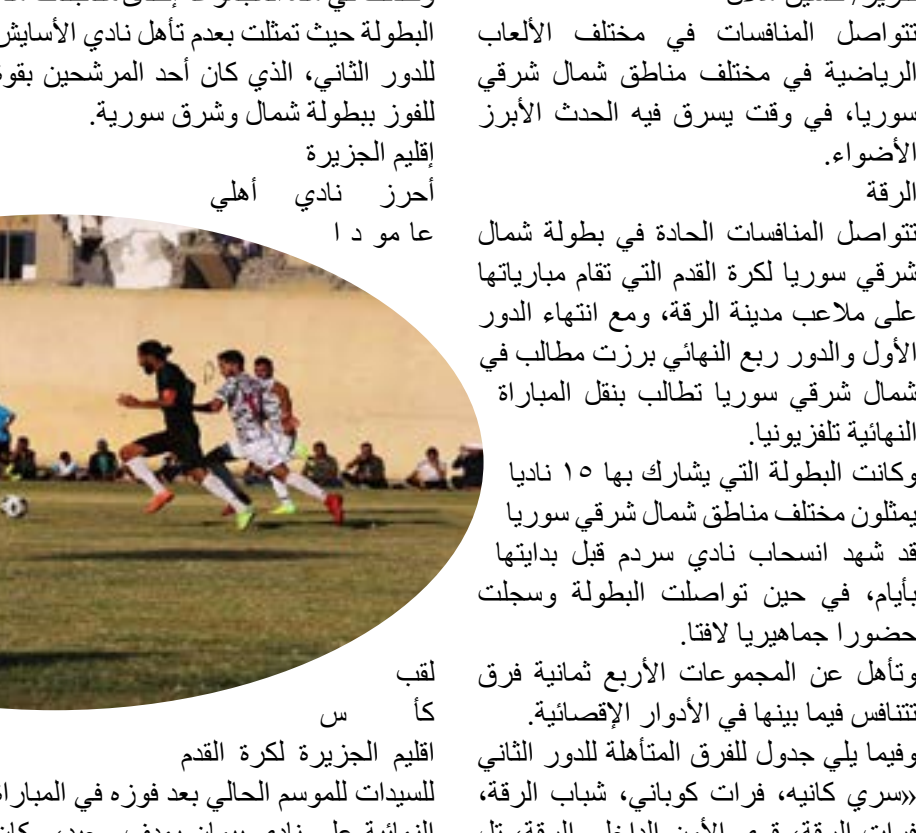 تتواصل المنافسات في مختلف الألعاب
الرياضية في مختلف مناطق شمال شرقي
سوريا، في وقت يسرق فيه الحدث الأبرز
الأضواء.
الرقة
تتواصل المنافسات الحادة في بطولة شمال
شرقي سوريا لكرة القدم التي تقام مبارياتها
على ملاعب مدينة الرقة، ومع انتهاء الدور
الأول والدور ربع النهائي برزت مطالب في
شمال شرقي سوريا تطالب بنقل المباراة
النهائية تلفزيونيا.
وكانت البطولة التي يشارك بها ١٥ ناديا
يمثلون مختلف مناطق شمال شرقي سوريا
قد شهد انسحاب نادي سردم قبل بدايتها
بأيام، في حين تواصلت البطولة وسجلت
حضورا جماهيريا لافتا.
وتأهل عن المجموعات الأربع ثمانية فرق
تتنافس فيما بينها في الأدوار الإقصائية.
وفيما يلي جدول للفرق المتأهلة للدور الثاني
«سري كانيه، فرات كوباني، شباب الرقة،
البطولة حيث تمثلت بعدم تأهل نادي الأسايش
للدور الثاني، الذي كان أحد المرشحين بقوة
للفوز ببطولة شمال وشرق سورية.
إقليم الجزيرة
أحرز نادي أهلي
عا مو د ا
لقب
كأ س
اقليم الجزيرة لكرة القدم
للسيدات للموسم الحالي بعد فوزه في المباراة